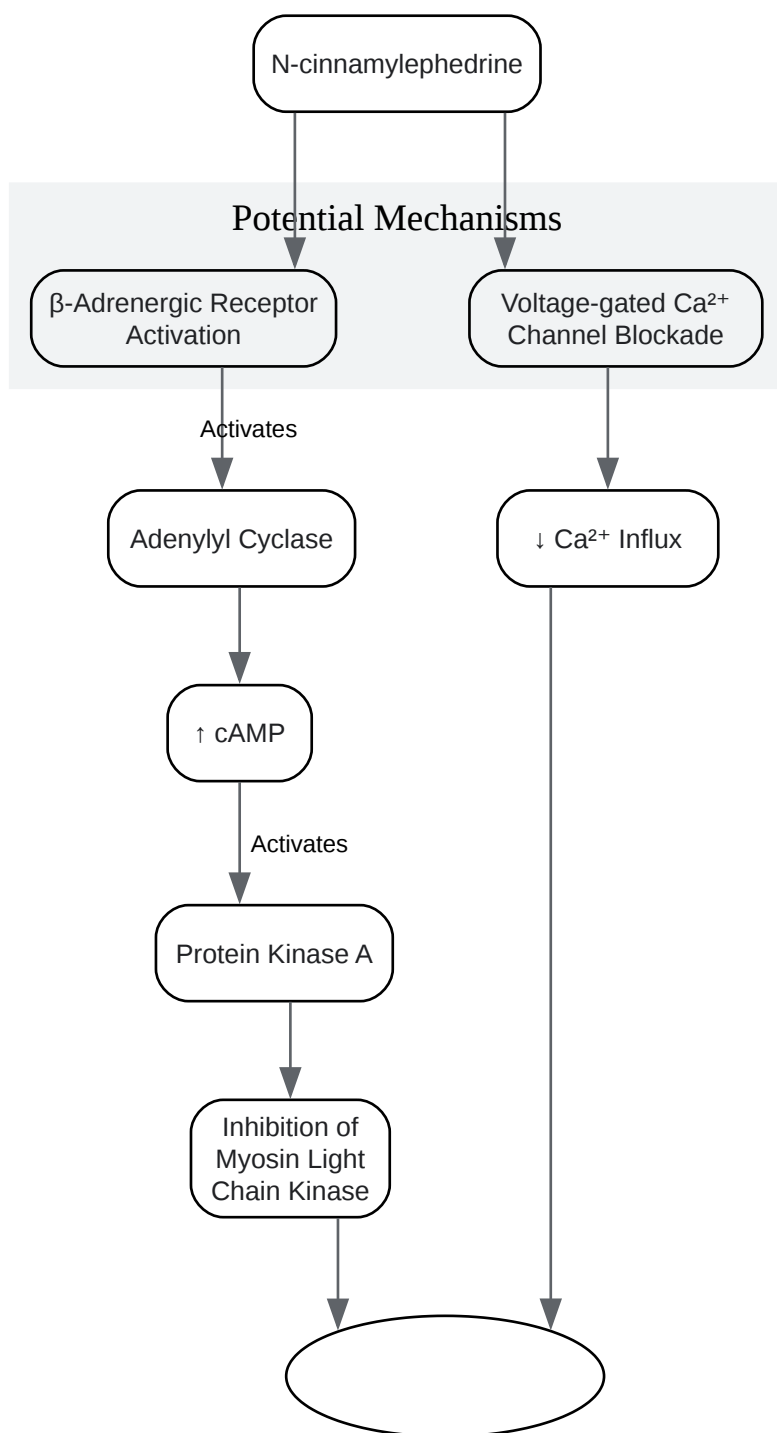 N-cinnamylephedrine
Potential Mechanisms
β-Adrenergic Receptor
Activation
Voltage-gated Ca²⁺
Channel Blockade
Activates
Adenylyl Cyclase
↓ Ca²⁺ Influx
↑ cAMP
Activates
Protein Kinase A
Inhibition of
Myosin Light
Chain Kinase